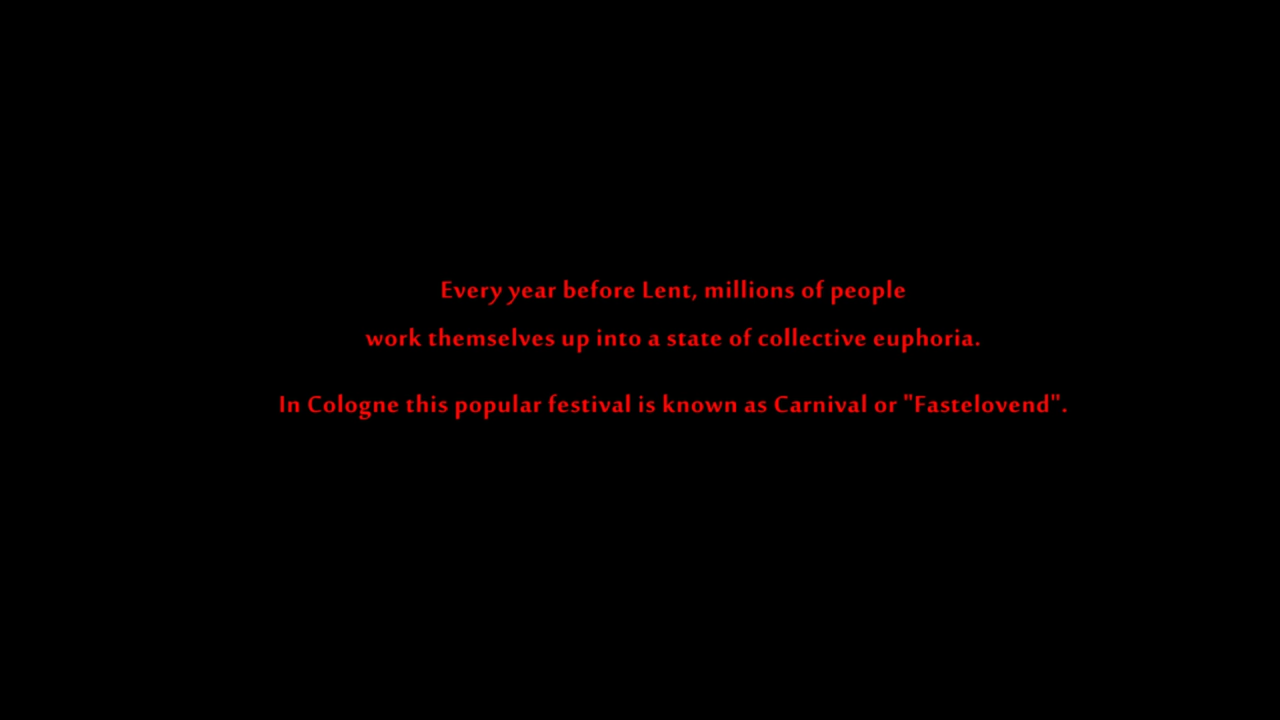 Every year before Lent, millions of people
work themselves up into a state of collective euphoria.
In Cologne this popular festival is known as Carnival or "Fastelovend".